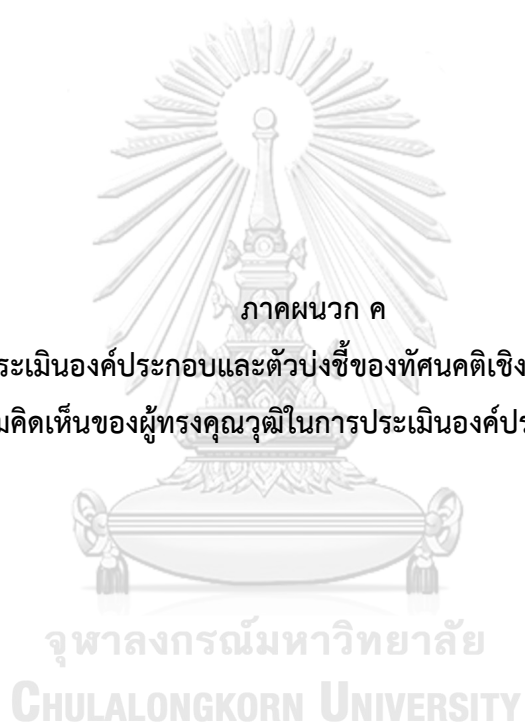 ภาคผนวก ค
ระเมินองค์ประกอบและตัวบ่งชี้ของทัศนคติเชิง
มคิดเห็นของผู้ทรงคุณวุฒิในการประเมินองค์ปร
จุฬาลงกรณ์มหาวิทยาลัย
CHULALONGKORN UNIVERSITY